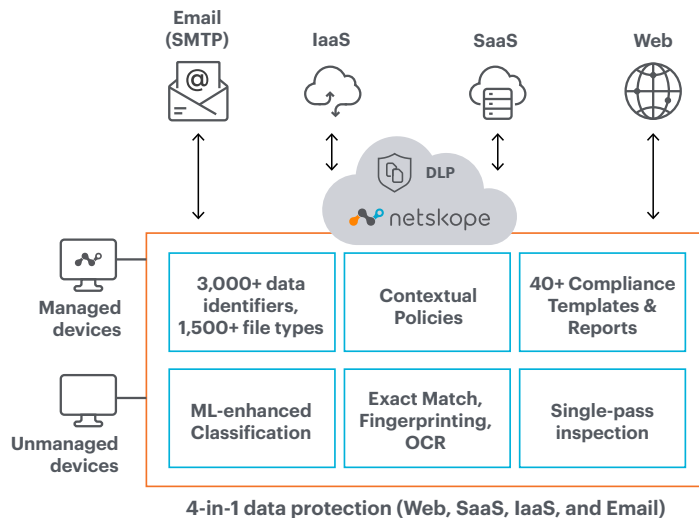 Email
(SMTP)
IaaS
SaaS
Web
@
DLP
netskope
Managed
devices
3,000+ data
identifiers,
1,500+ file types
Contextual
Policies
40+ Compliance
Templates &
Reports
Unmanaged
devices
ML-enhanced
Classification
Exact Match,
Fingerprinting,
OCR
Single-pass
inspection
4-in-1 data protection (Web, SaaS, IaaS, and Email)